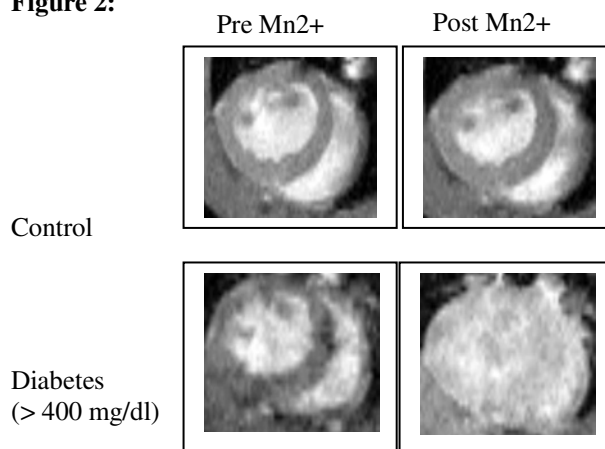 Figure 2:
Pre Mn2+ Post Mn2+
Control
Diabetes
(> 400 mg/dl)